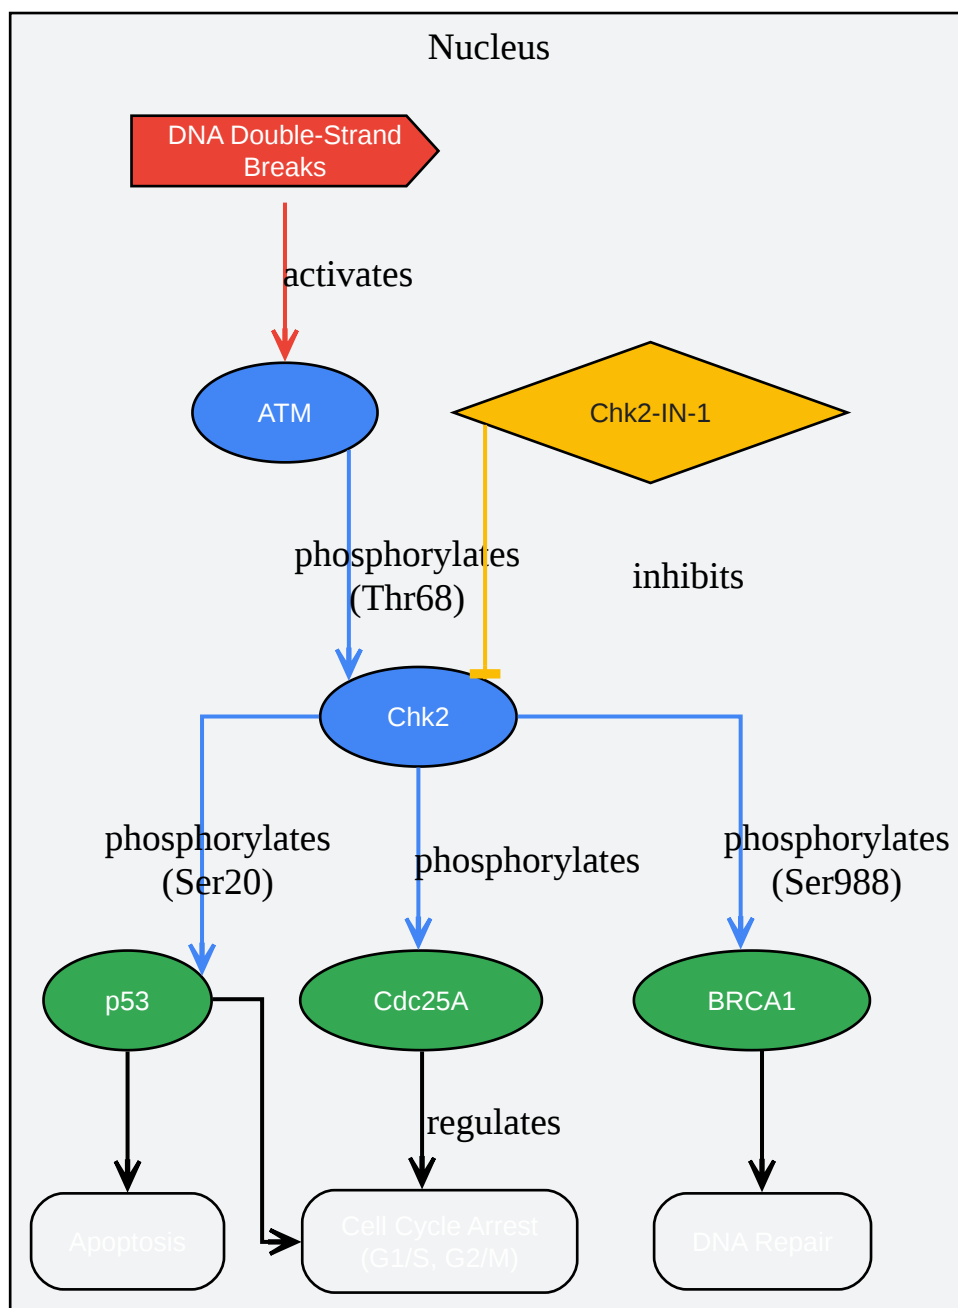 Nucleus
DNA Double-Strand
Breaks
activates
ATM
Chk2-IN-1
phosphorylates
(Thr68)
inhibits
Chk2
phosphorylates
(Ser20)
phosphorylates
phosphorylates
(Ser988)
p53
Cdc25A
BRCA1
regulates
Apoptosis
Cell Cycle Arrest
(G1/S, G2/M)
DNA Repair